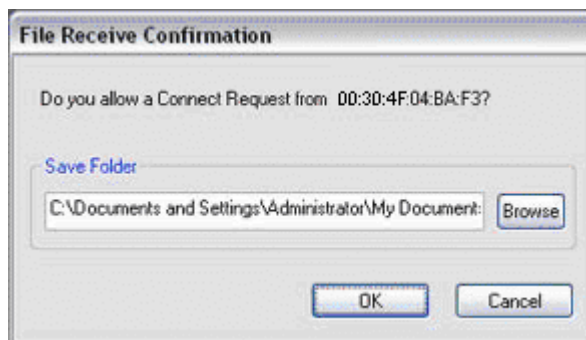 File Receive Confirmation
Do you allow a Connect Request from 00:30:4F:04:BA:F3?
Save Folder
C:\Documents and Settings\Administrator\My Document:
Browse
OK
Cancel